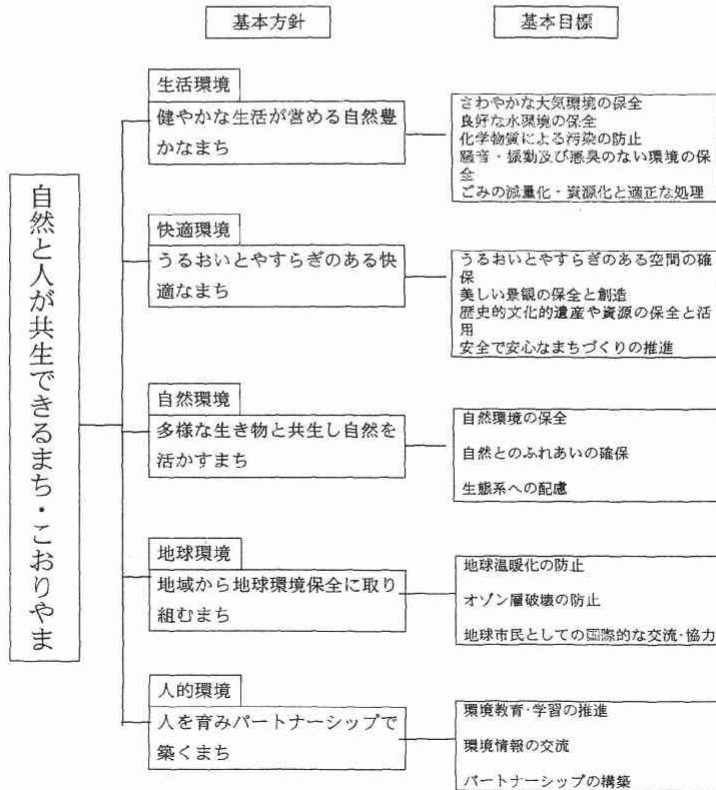 基本方針
基本目標
自然と人が共生できるまち・こおりやま
生活環境
健やかな生活が営める自然豊
かなまち
さわやかな大気環境の保全
良好な水環境の保全
化学物質による汚染の防止
騒音・振動及び悪臭のない環境の保
全
ごみの減量化・資源化と適正な処理
快適環境
うるおいとやすらぎのある快
適なまち
うるおいとやすらぎのある空間の確
保
美しい景観の保全と創造
歴史的文化的遺産や資源の保全と活
用
安全で安心なまちづくりの推進
自然環境
多様な生き物と共生し自然を
活かすまち
自然環境の保全
自然とのふれあいの確保
生態系への配慮
地球環境
地域から地球環境保全に取り
組むまち
地球温暖化の防止
オゾン層破壊の防止
地球市民としての国際的な交流・協力
人的環境
人を育みパートナーシップで
築くまち
環境教育・学習の推進
環境情報の交流
パートナーシップの構築